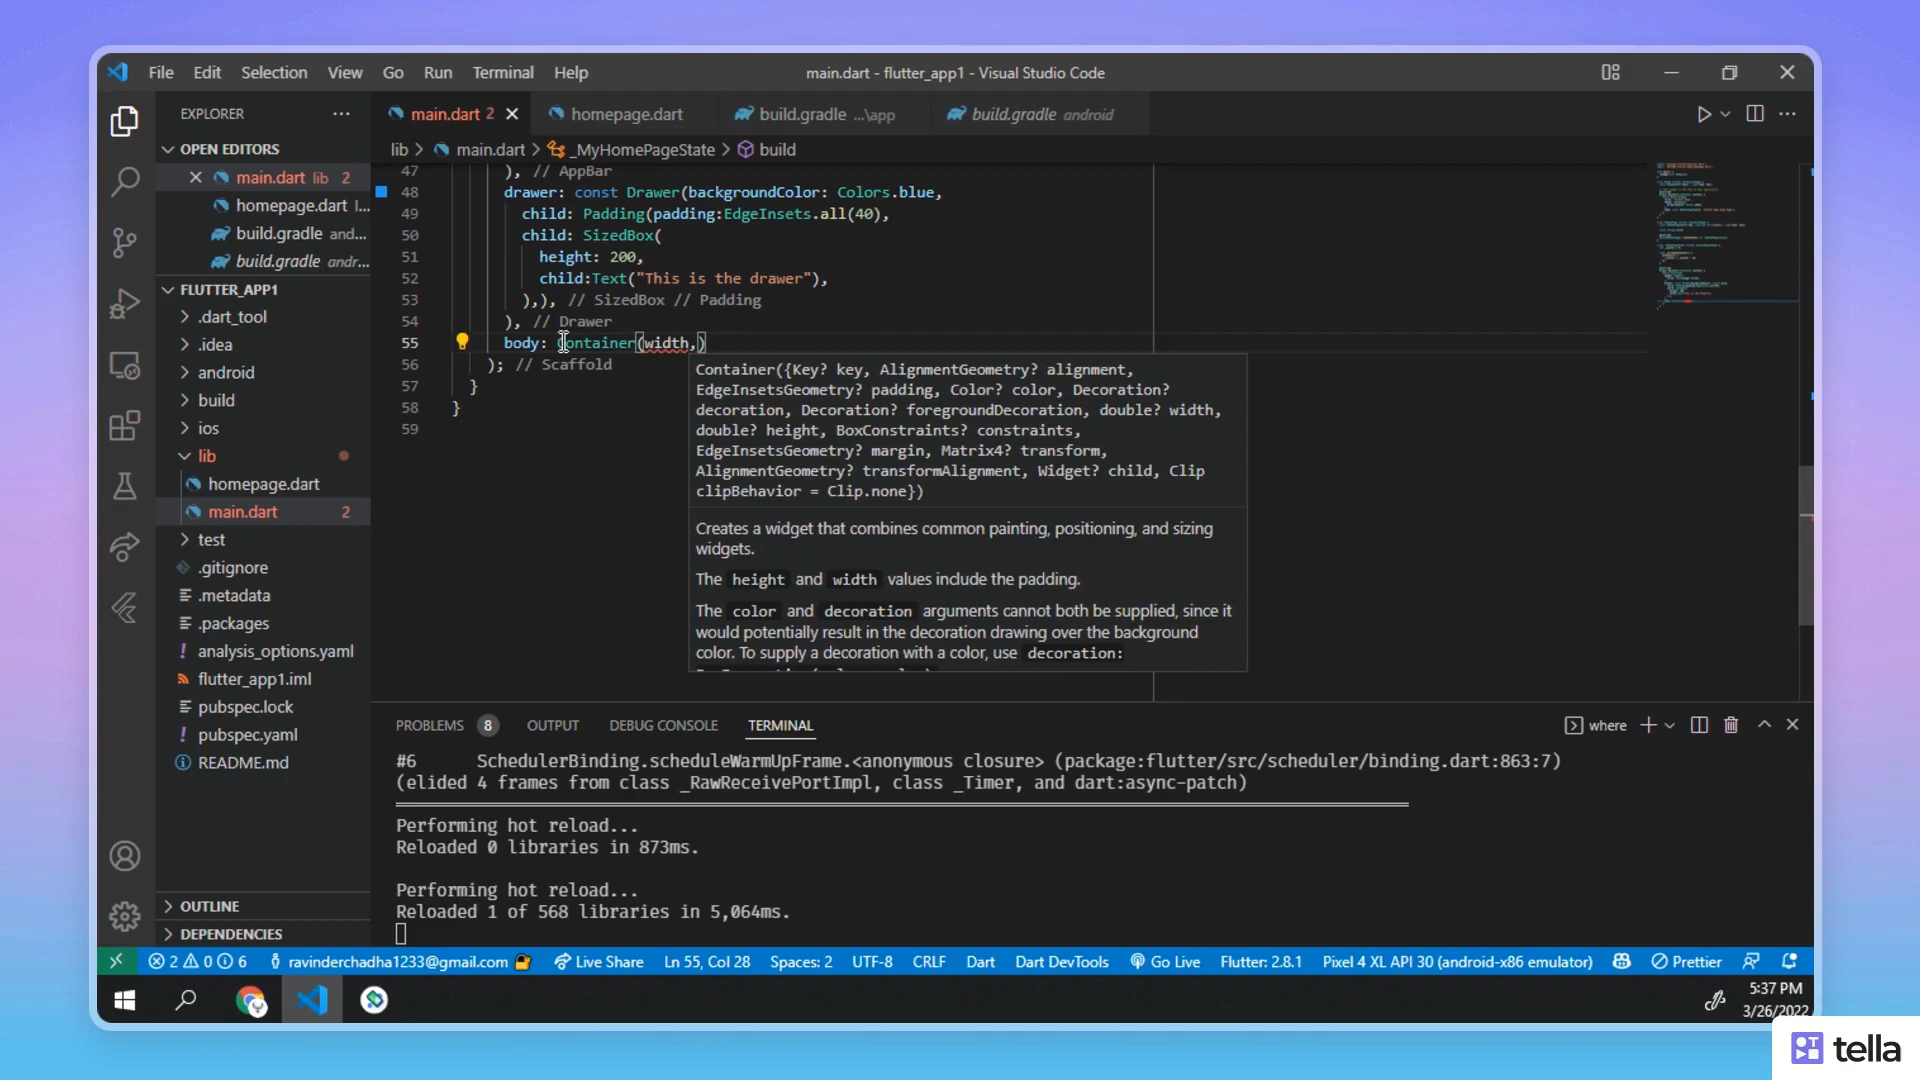 File Edit Selection View Go Run Terminal Help
main.dart - flutter_app1 - Visual Studio Code
EXPLORER ...
main.dart 2
homepage.dart
build.gradle ...\app
build.gradle android
lib > main.dart > _MyHomePageState > build
OPEN EDITORS
main.dart lib 2
homepage.dart l...
build.gradle and...
build.gradle andr...
FLUTTER_APP1
.dart_tool
.idea
android
build
ios
lib
homepage.dart
main.dart 2
test
.gitignore
.metadata
.packages
analysis_options.yaml
flutter_app1.iml
pubspec.lock
pubspec.yaml
README.md
OUTLINE
DEPENDENCIES
47 ), // AppBar
48 drawer: const Drawer(backgroundColor: Colors.blue,
49 child: Padding(padding:EdgeInsets.all(40),
50 child: SizedBox(
51 height: 200,
52 child:Text("This is the drawer"),
53 ),), // SizedBox // Padding
54 ), // Drawer
55 body: Container(width,)
56 ); // Scaffold
57 }
58 }
59
Container({Key? key, AlignmentGeometry? alignment,
EdgeInsetsGeometry? padding, Color? color, Decoration?
decoration, Decoration? foregroundDecoration, double? width,
double? height, BoxConstraints? constraints,
EdgeInsetsGeometry? margin, Matrix4? transform,
AlignmentGeometry? transformAlignment, Widget? child, Clip
clipBehavior = Clip.none})
Creates a widget that combines common painting, positioning, and sizing
widgets.
The height and width values include the padding.
The color and decoration arguments cannot both be supplied, since it
would potentially result in the decoration drawing over the background
color. To supply a decoration with a color, use decoration:
PROBLEMS 8 OUTPUT DEBUG CONSOLE TERMINAL
where
#6 SchedulerBinding.scheduleWarmUpFrame.<anonymous closure> (package:flutter/src/scheduler/binding.dart:863:7)
(elided 4 frames from class _RawReceivePortImpl, class _Timer, and dart:async-patch)
Performing hot reload...
Reloaded 0 libraries in 873ms.
Performing hot reload...
Reloaded 1 of 568 libraries in 5,064ms.
2 0 6 ravinderchadha1233@gmail.com Live Share Ln 55, Col 28 Spaces: 2 UTF-8 CRLF Dart Dart DevTools Go Live Flutter: 2.8.1 Pixel 4 XL API 30 (android-x86 emulator) Prettier
5:37 PM
3/26/2022
tella